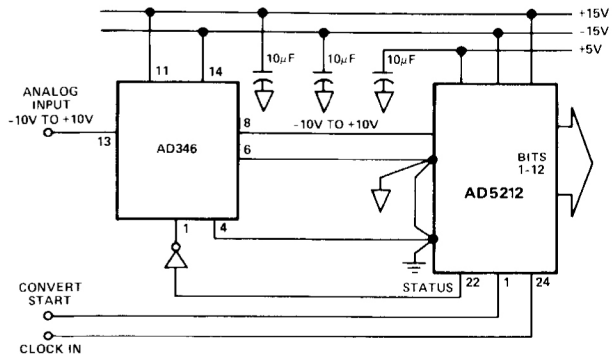 +15V
-15V
+5V
11
14
10μF
10μF
10μF
ANALOG
INPUT
-10V TO +10V
13
8
-10V TO +10V
AD346
6
BITS
1-12
AD5212
1
4
STATUS
22
1
24
CONVERT
START
CLOCK IN